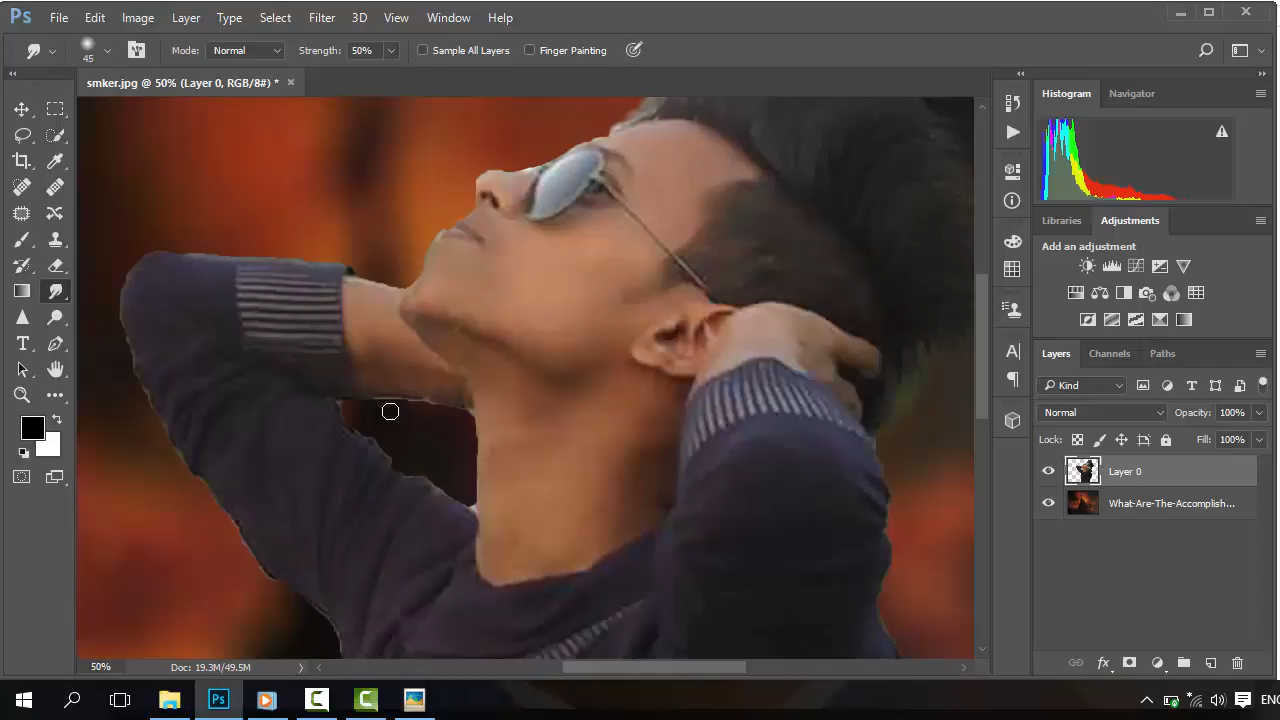 Ps File Edit Image Layer Type Select Filter 3D View Window Help
45 Mode: Normal Strength: 50% Sample All Layers Finger Painting
smker.jpg @ 50% (Layer 0, RGB/8#) * ×
Histogram Navigator
Libraries Adjustments
Add an adjustment
Layers Channels Paths
Kind
Normal Opacity: 100%
Lock: Fill: 100%
Layer 0
What-Are-The-Accomplish...
50% Doc: 19.3M/49.5M
fx
Ps ENG